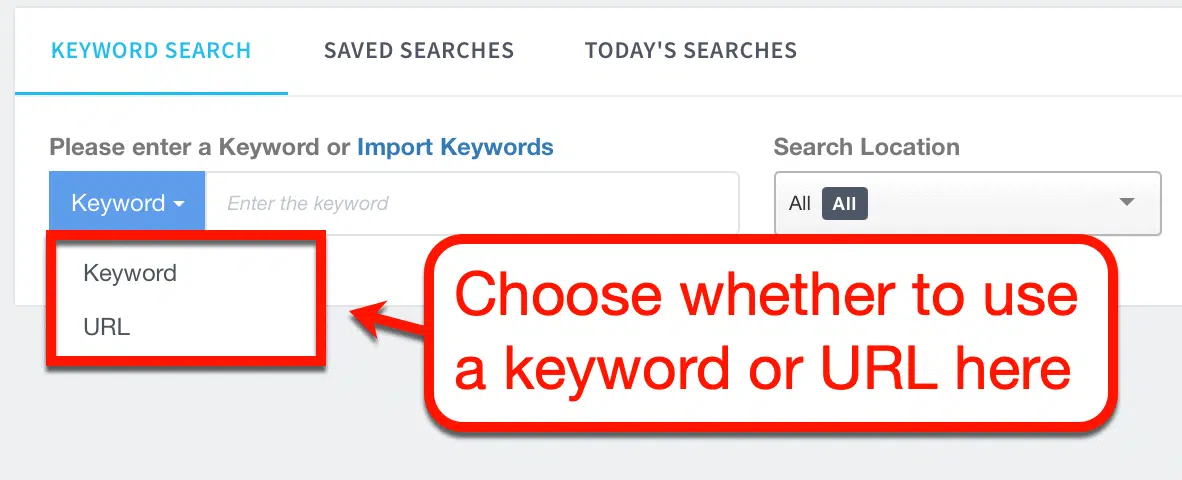 KEYWORD SEARCH SAVED SEARCHES TODAY'S SEARCHES
Please enter a Keyword or Import Keywords
Search Location
Keyword
Enter the keyword
All All
Keyword
URL
Choose whether to use
a keyword or URL here